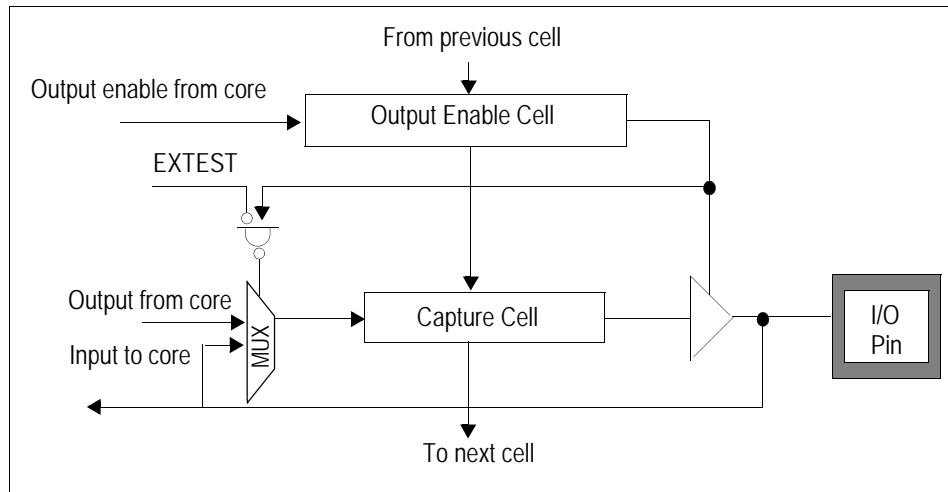 From previous cell
Output enable from core
Output Enable Cell
EXTEST
Output from core
Input to core
MUX
Capture Cell
I/O
Pin
To next cell